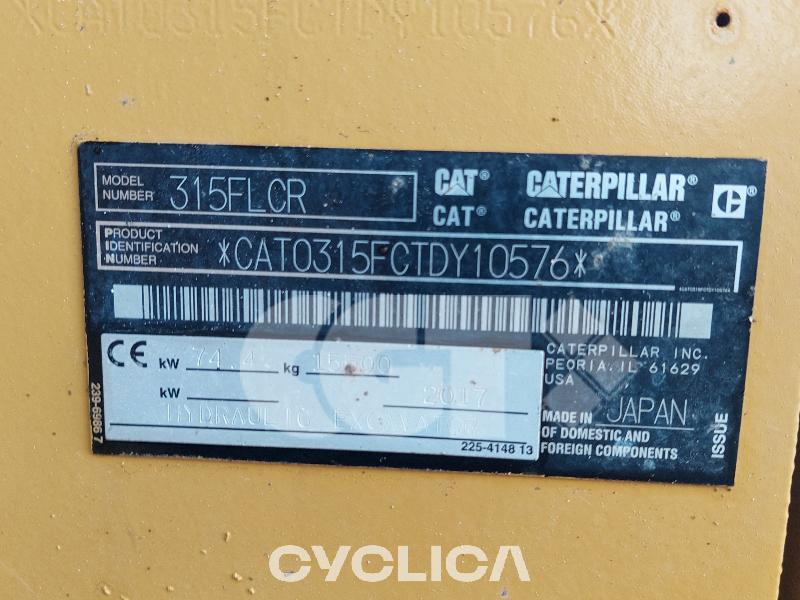 *CAT0315FCTDY10576*
MODEL NUMBER 315FLCR
CAT® CATERPILLAR®
CAT® CATERPILLAR®
C®
PRODUCT IDENTIFICATION NUMBER *CAT0315FCTDY10576*
*CAT0315FCTDY10576*
CE kW 74.4 kg 15500
kW 2017
HYDRAULIC EXCAVATOR
225-4148 13
239-6986 7
CATERPILLAR INC.
PEORIA, IL 61629
USA
MADE IN JAPAN
OF DOMESTIC AND
FOREIGN COMPONENTS
ISSUE
CYCLICA